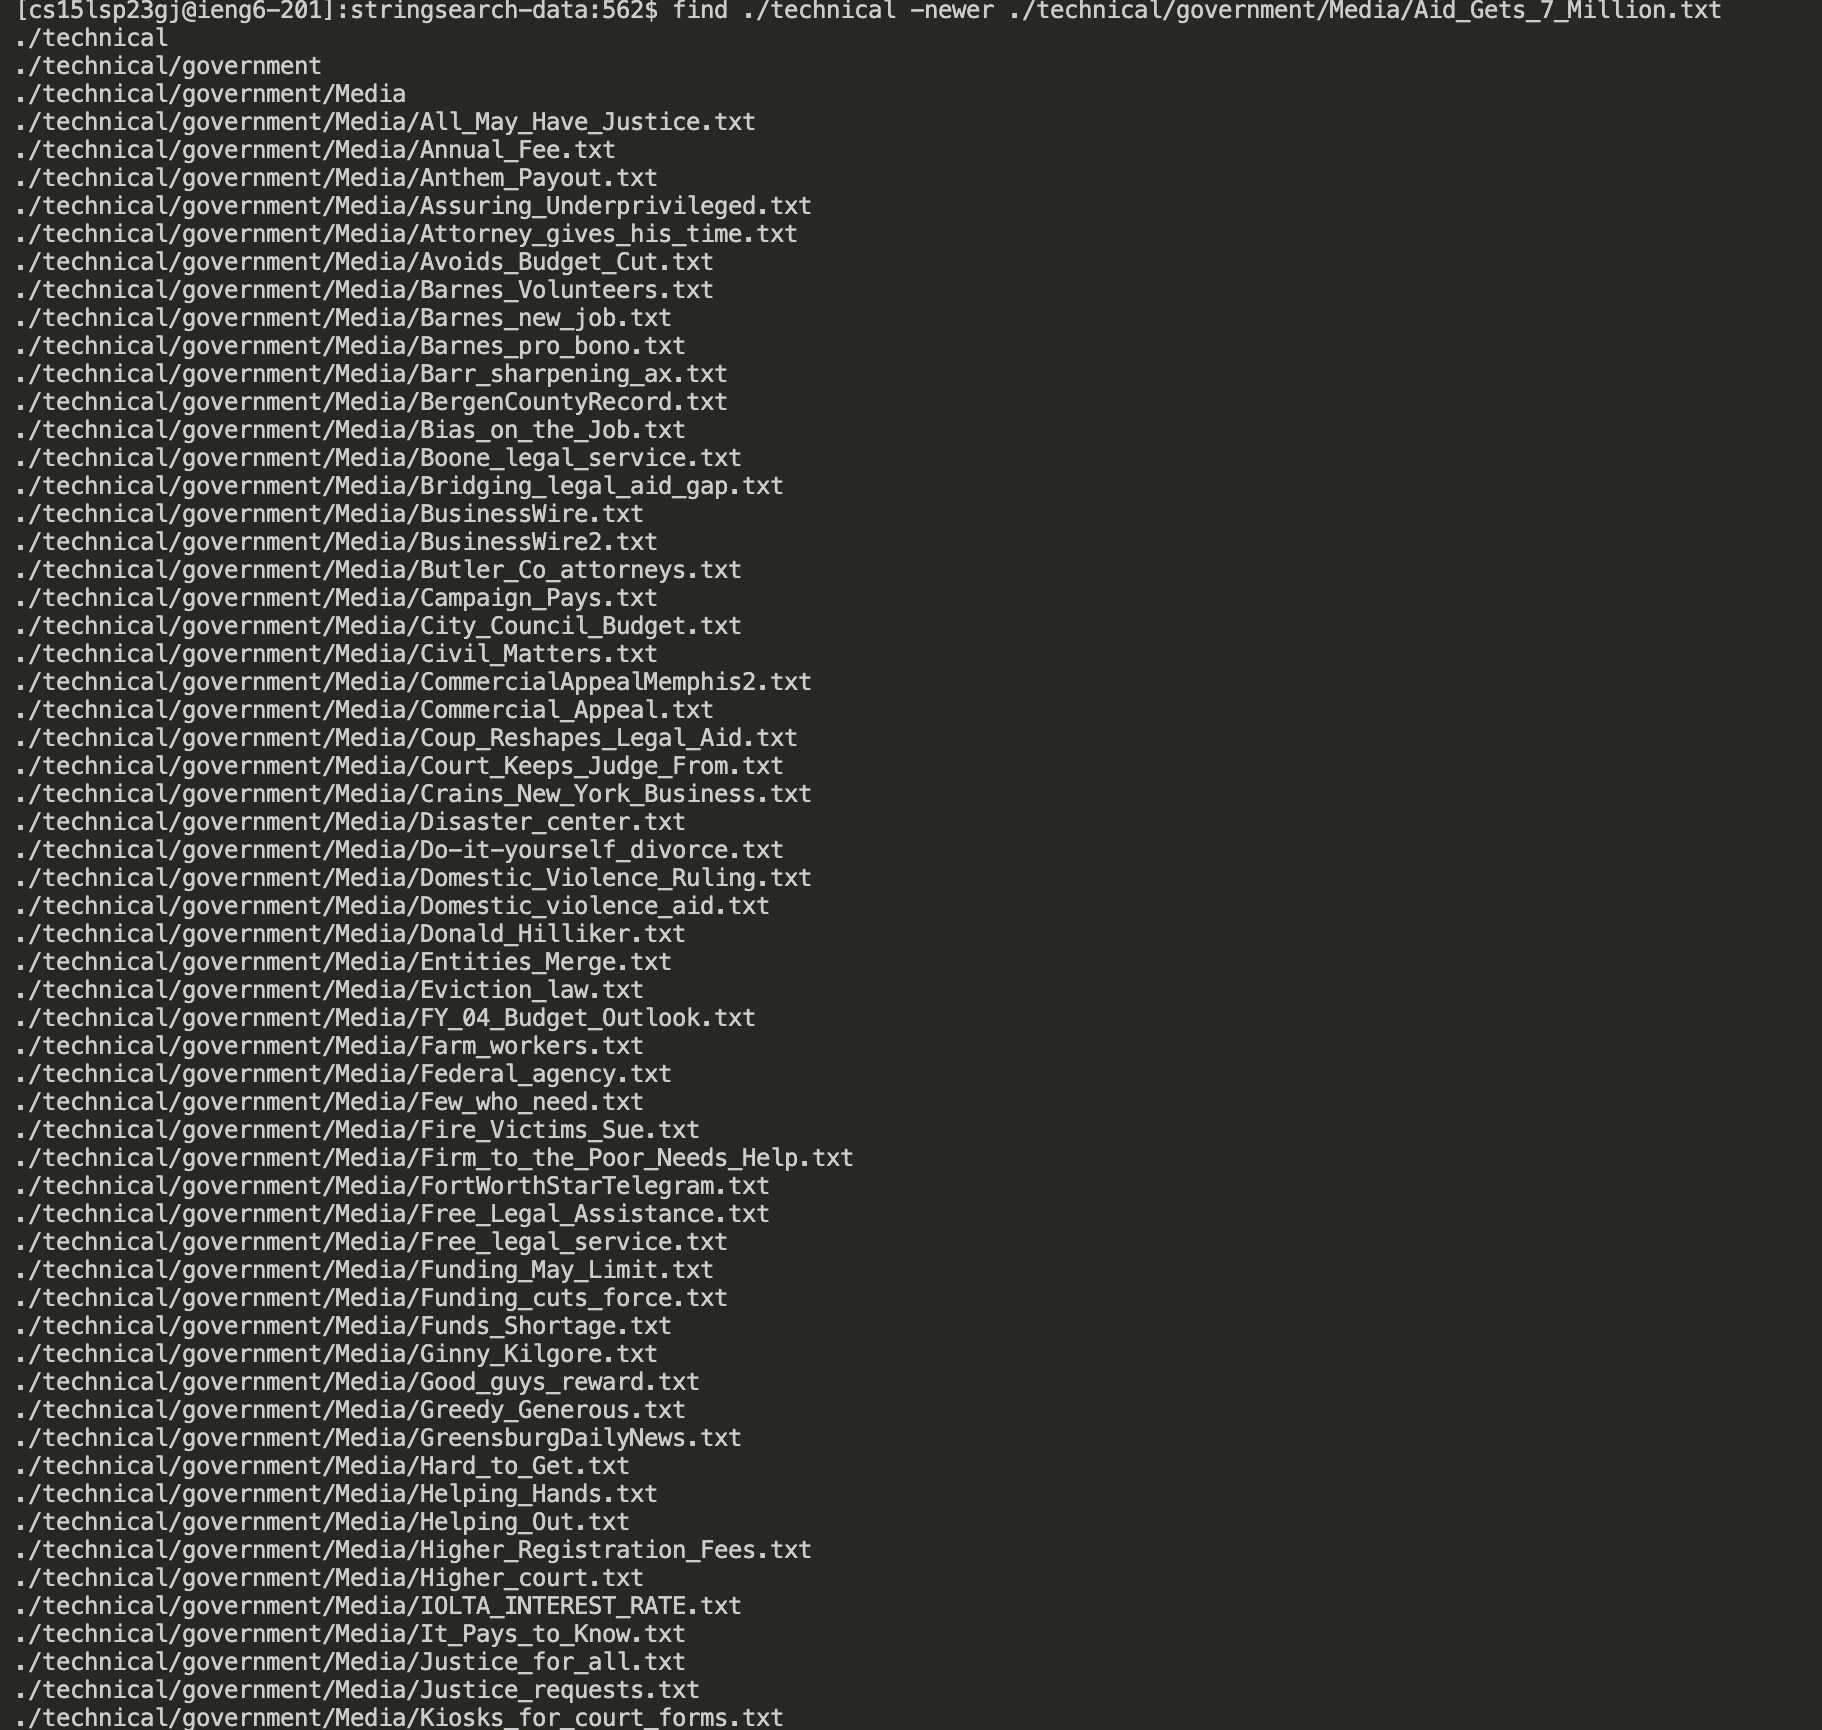 [cs15lsp23gj@ieng6-201]:stringsearch-data:562$ find ./technical -newer ./technical/government/Media/Aid_Gets_7_Million.txt
./technical
./technical/government
./technical/government/Media
./technical/government/Media/All_May_Have_Justice.txt
./technical/government/Media/Annual_Fee.txt
./technical/government/Media/Anthem_Payout.txt
./technical/government/Media/Assuring_Underprivileged.txt
./technical/government/Media/Attorney_gives_his_time.txt
./technical/government/Media/Avoids_Budget_Cut.txt
./technical/government/Media/Barnes_Volunteers.txt
./technical/government/Media/Barnes_new_job.txt
./technical/government/Media/Barnes_pro_bono.txt
./technical/government/Media/Barr_sharpening_ax.txt
./technical/government/Media/BergenCountyRecord.txt
./technical/government/Media/Bias_on_the_Job.txt
./technical/government/Media/Boone_legal_service.txt
./technical/government/Media/Bridging_legal_aid_gap.txt
./technical/government/Media/BusinessWire.txt
./technical/government/Media/BusinessWire2.txt
./technical/government/Media/Butler_Co_attorneys.txt
./technical/government/Media/Campaign_Pays.txt
./technical/government/Media/City_Council_Budget.txt
./technical/government/Media/Civil_Matters.txt
./technical/government/Media/CommercialAppealMemphis2.txt
./technical/government/Media/Commercial_Appeal.txt
./technical/government/Media/Coup_Reshapes_Legal_Aid.txt
./technical/government/Media/Court_Keeps_Judge_From.txt
./technical/government/Media/Crains_New_York_Business.txt
./technical/government/Media/Disaster_center.txt
./technical/government/Media/Do-it-yourself_divorce.txt
./technical/government/Media/Domestic_Violence_Ruling.txt
./technical/government/Media/Domestic_violence_aid.txt
./technical/government/Media/Donald_Hilliker.txt
./technical/government/Media/Entities_Merge.txt
./technical/government/Media/Eviction_law.txt
./technical/government/Media/FY_04_Budget_Outlook.txt
./technical/government/Media/Farm_workers.txt
./technical/government/Media/Federal_agency.txt
./technical/government/Media/Few_who_need.txt
./technical/government/Media/Fire_Victims_Sue.txt
./technical/government/Media/Firm_to_the_Poor_Needs_Help.txt
./technical/government/Media/FortWorthStarTelegram.txt
./technical/government/Media/Free_Legal_Assistance.txt
./technical/government/Media/Free_legal_service.txt
./technical/government/Media/Funding_May_Limit.txt
./technical/government/Media/Funding_cuts_force.txt
./technical/government/Media/Funds_Shortage.txt
./technical/government/Media/Ginny_Kilgore.txt
./technical/government/Media/Good_guys_reward.txt
./technical/government/Media/Greedy_Generous.txt
./technical/government/Media/GreensburgDailyNews.txt
./technical/government/Media/Hard_to_Get.txt
./technical/government/Media/Helping_Hands.txt
./technical/government/Media/Helping_Out.txt
./technical/government/Media/Higher_Registration_Fees.txt
./technical/government/Media/Higher_court.txt
./technical/government/Media/IOLTA_INTEREST_RATE.txt
./technical/government/Media/It_Pays_to_Know.txt
./technical/government/Media/Justice_for_all.txt
./technical/government/Media/Justice_requests.txt
./technical/government/Media/Kiosks_for_court_forms.txt